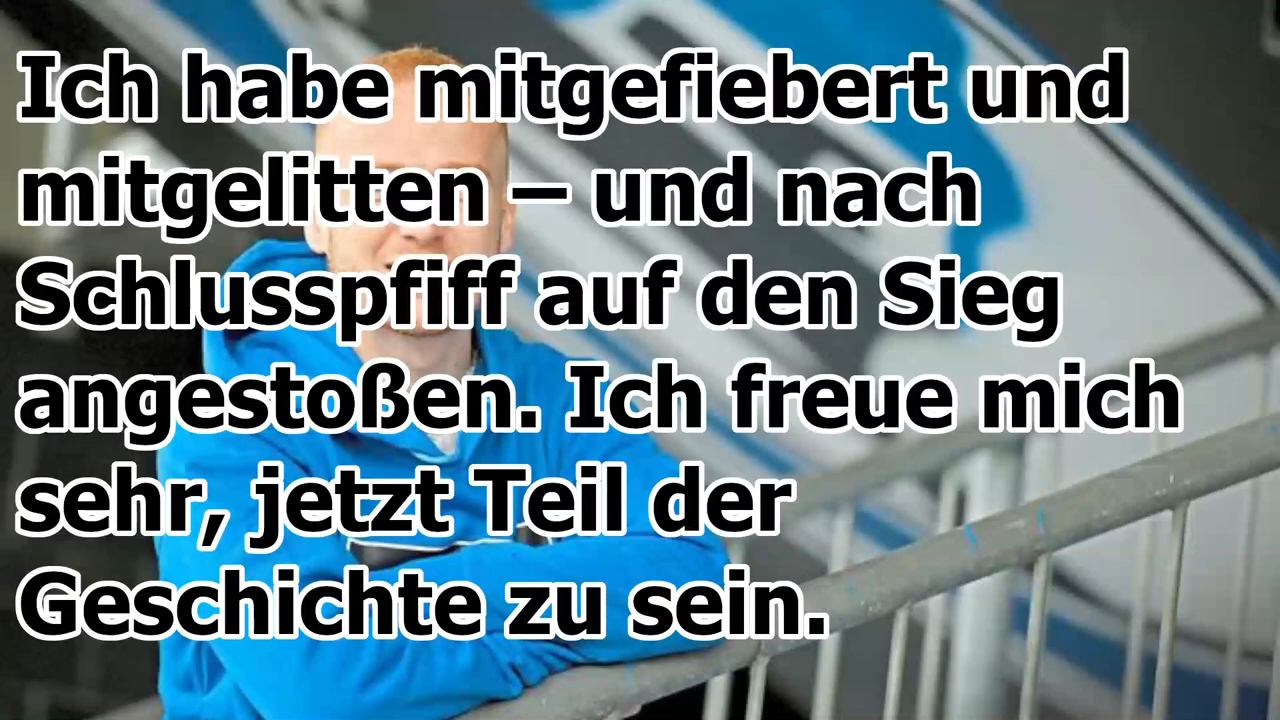 Ich habe mitgefiebert und
mitgelitten – und nach
Schlusspfiff auf den Sieg
angestoßen. Ich freue mich
sehr, jetzt Teil der
Geschichte zu sein.